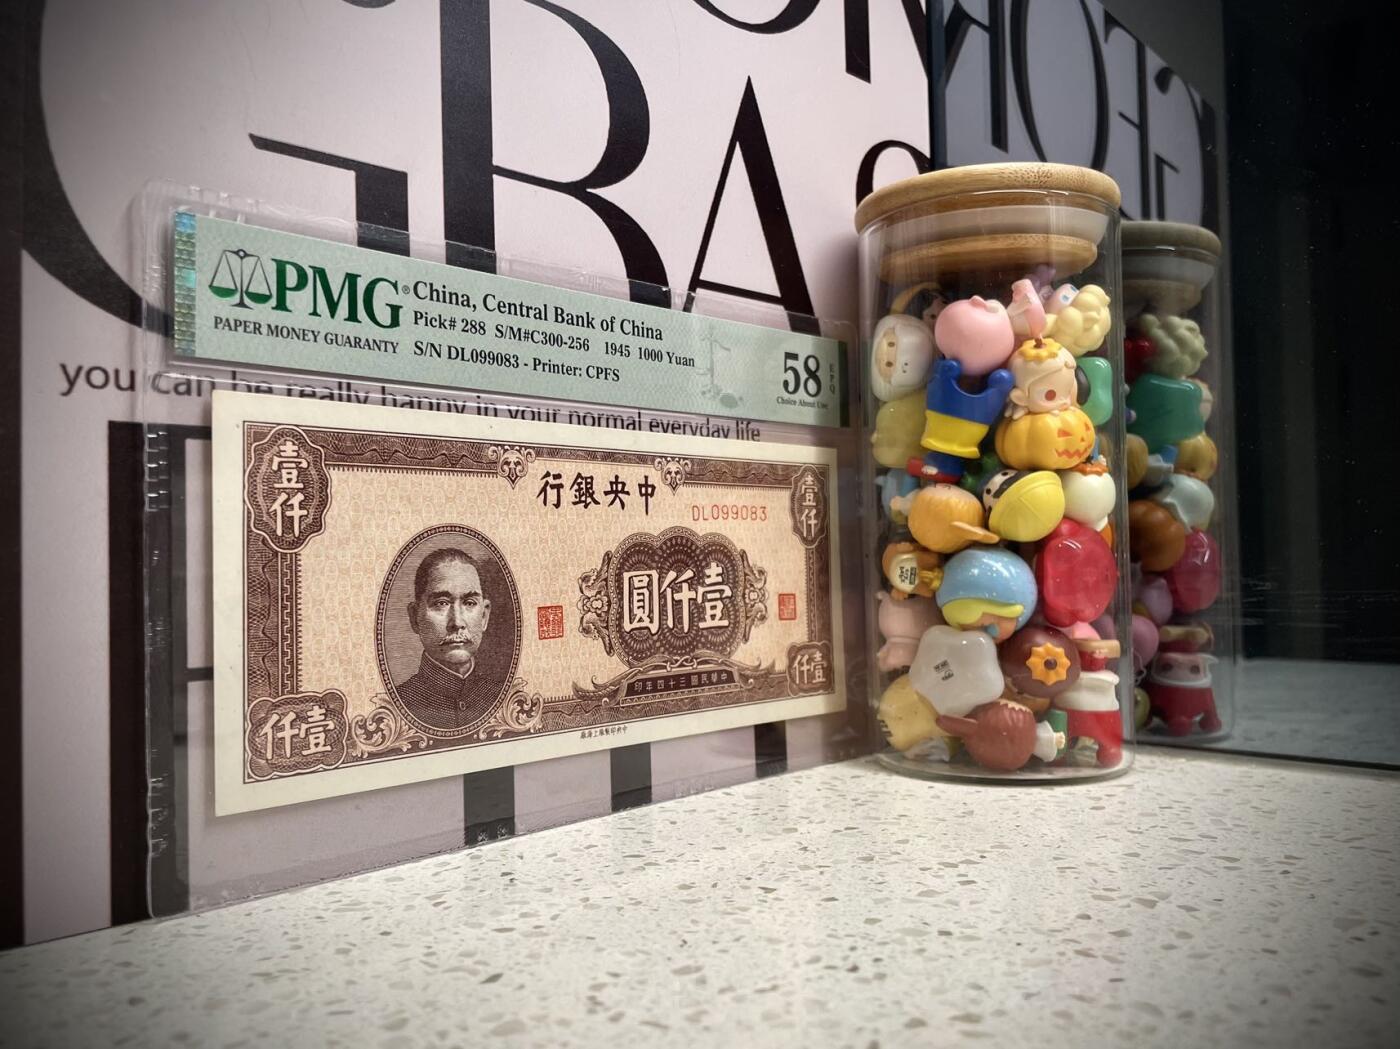 PMG
PAPER MONEY GUARANTY
China, Central Bank of China
Pick# 288 S/M#C300-256 1945 1000 Yuan
S/N DL099083 - Printer: CPFS
58
EPQ
Choice About Unc
you can be really happy in your normal everyday life
行銀央中
DL099083
壹仟
壹仟
圓仟壹
印年四十三國民華中
仟壹
仟壹